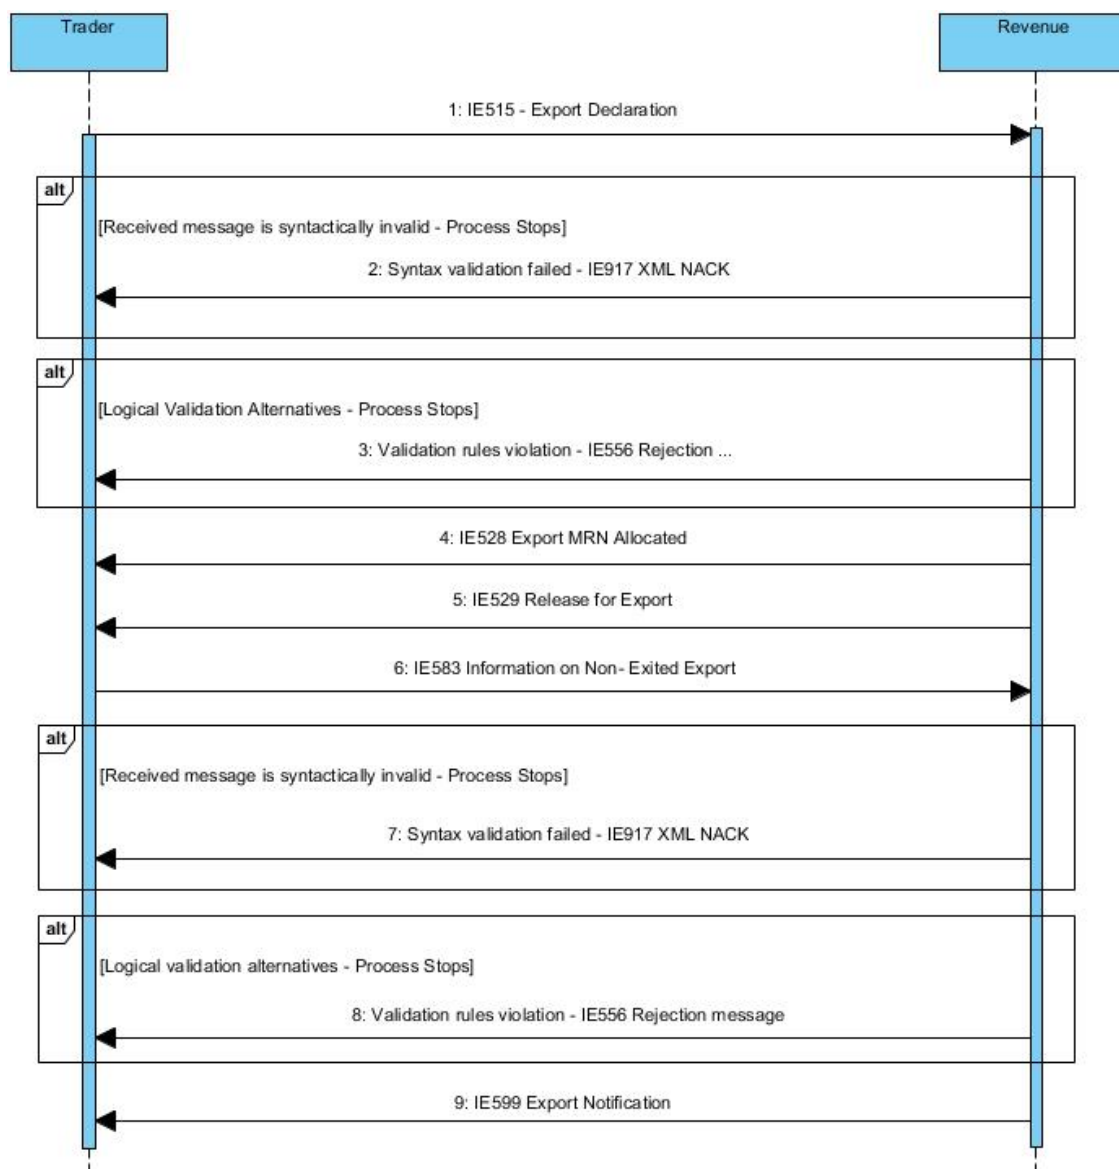 Trader
Revenue
1: IE515 - Export Declaration
alt
[Received message is syntactically invalid - Process Stops]
2: Syntax validation failed - IE917 XML NACK
alt
[Logical Validation Alternatives - Process Stops]
3: Validation rules violation - IE556 Rejection ...
4: IE528 Export MRN Allocated
5: IE529 Release for Export
6: IE583 Information on Non- Exited Export
alt
[Received message is syntactically invalid - Process Stops]
7: Syntax validation failed - IE917 XML NACK
alt
[Logical validation alternatives - Process Stops]
8: Validation rules violation - IE556 Rejection message
9: IE599 Export Notification